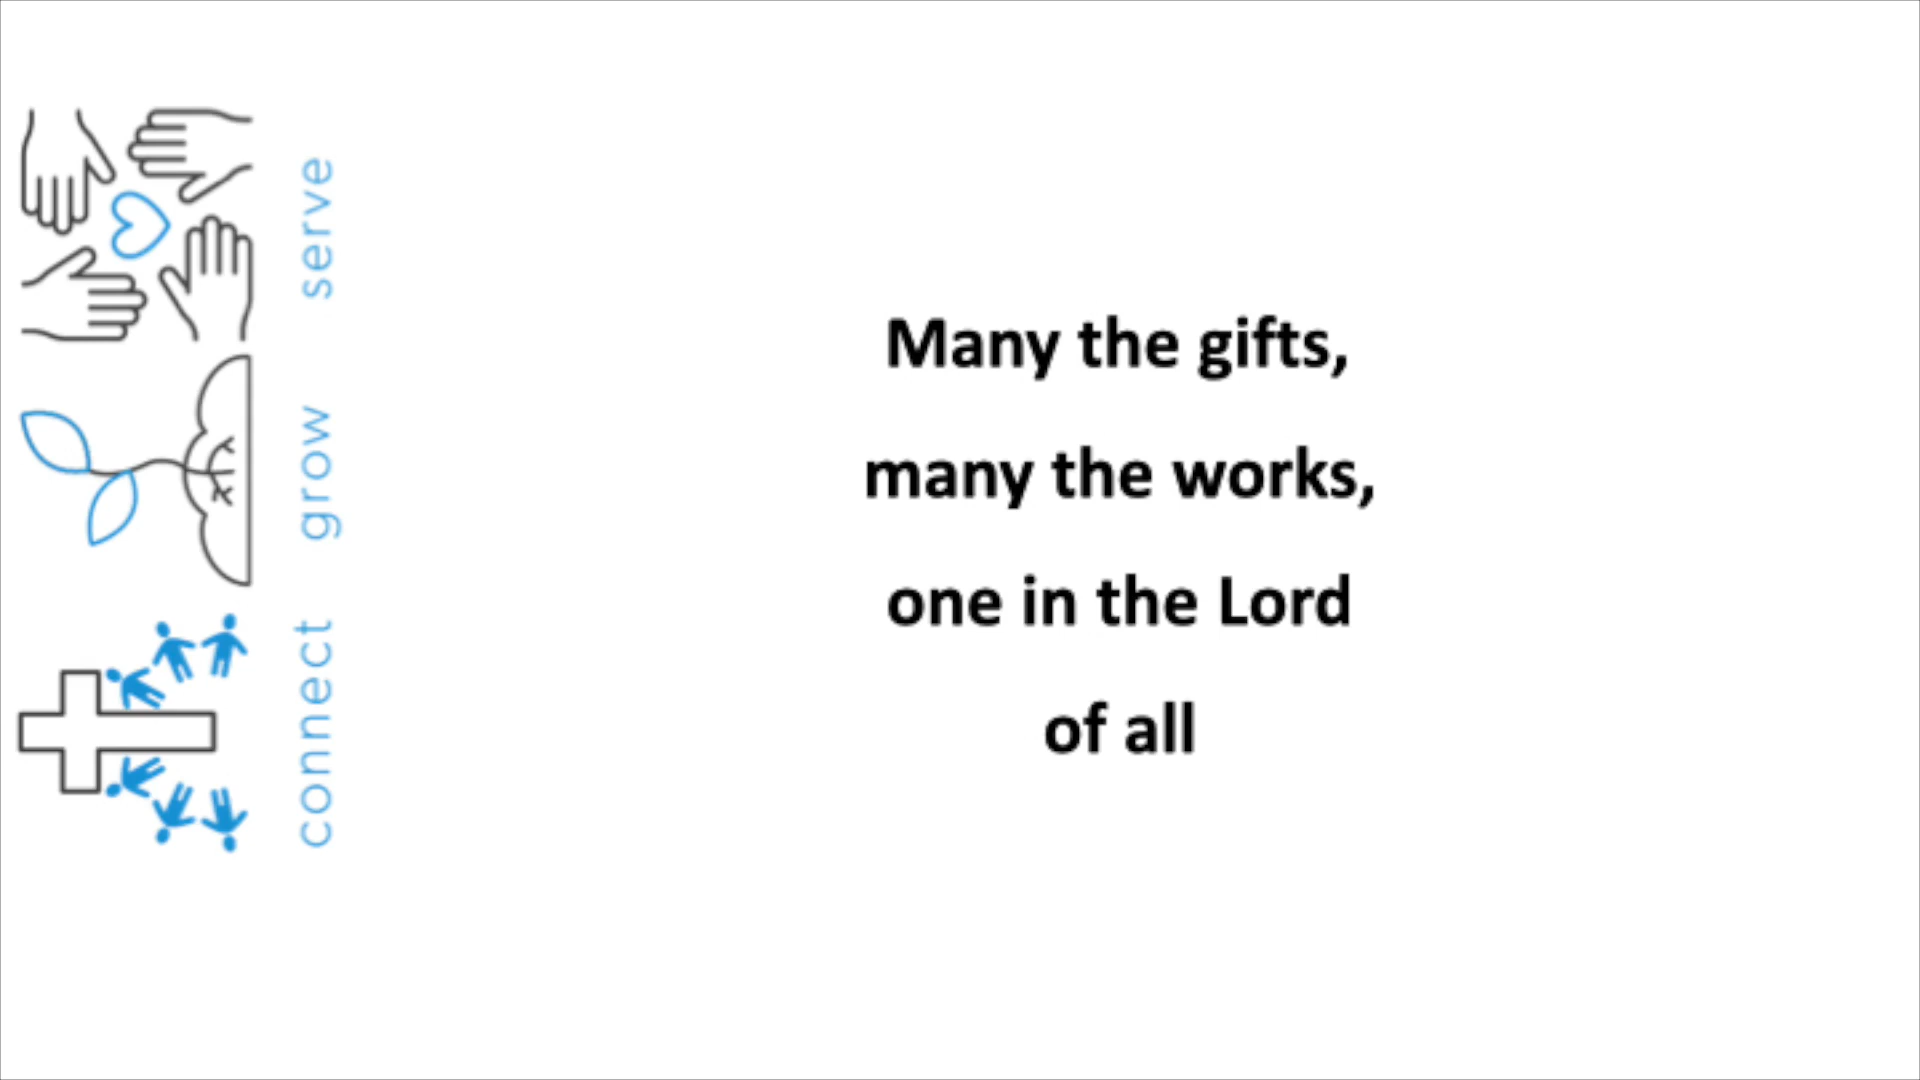 serve
grow
connect
Many the gifts,
many the works,
one in the Lord
of all